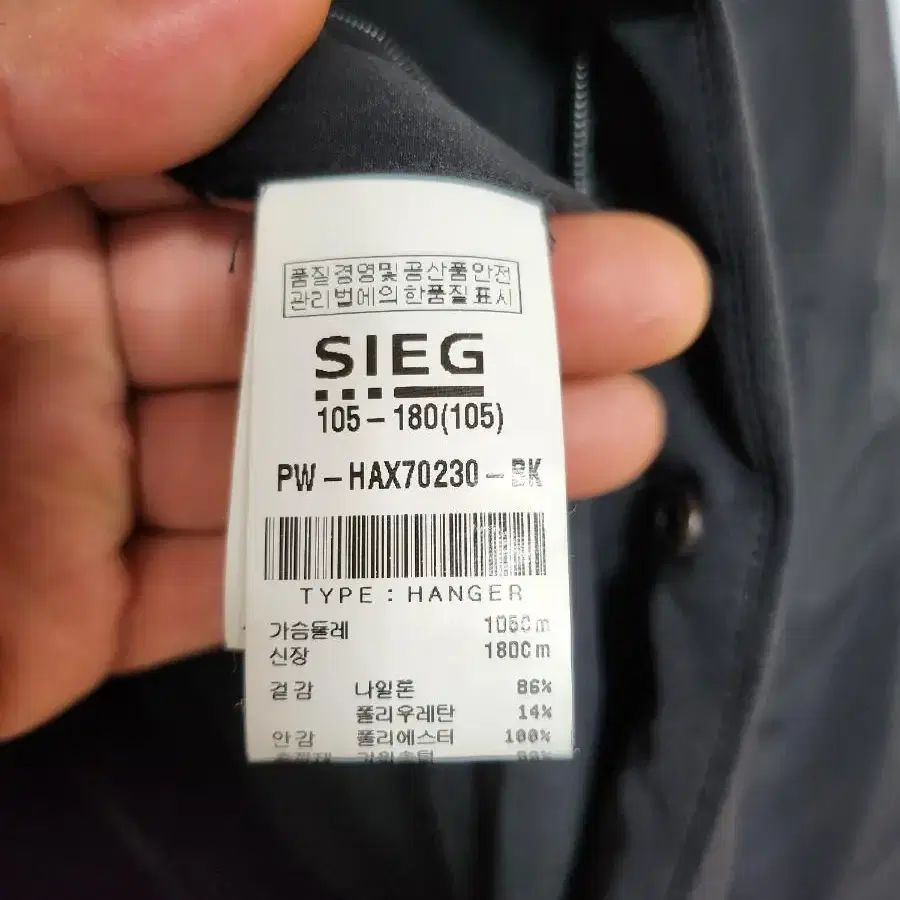 품질경영및공산품안전
관리법에의한품질표시
SIEG
105-180(105)
PW-HAX70230-BK
TYPE : HANGER
가슴둘레 105Cm
신장 180Cm
겉감 나일론 86%
폴리우레탄 14%
안감 폴리에스터 100%